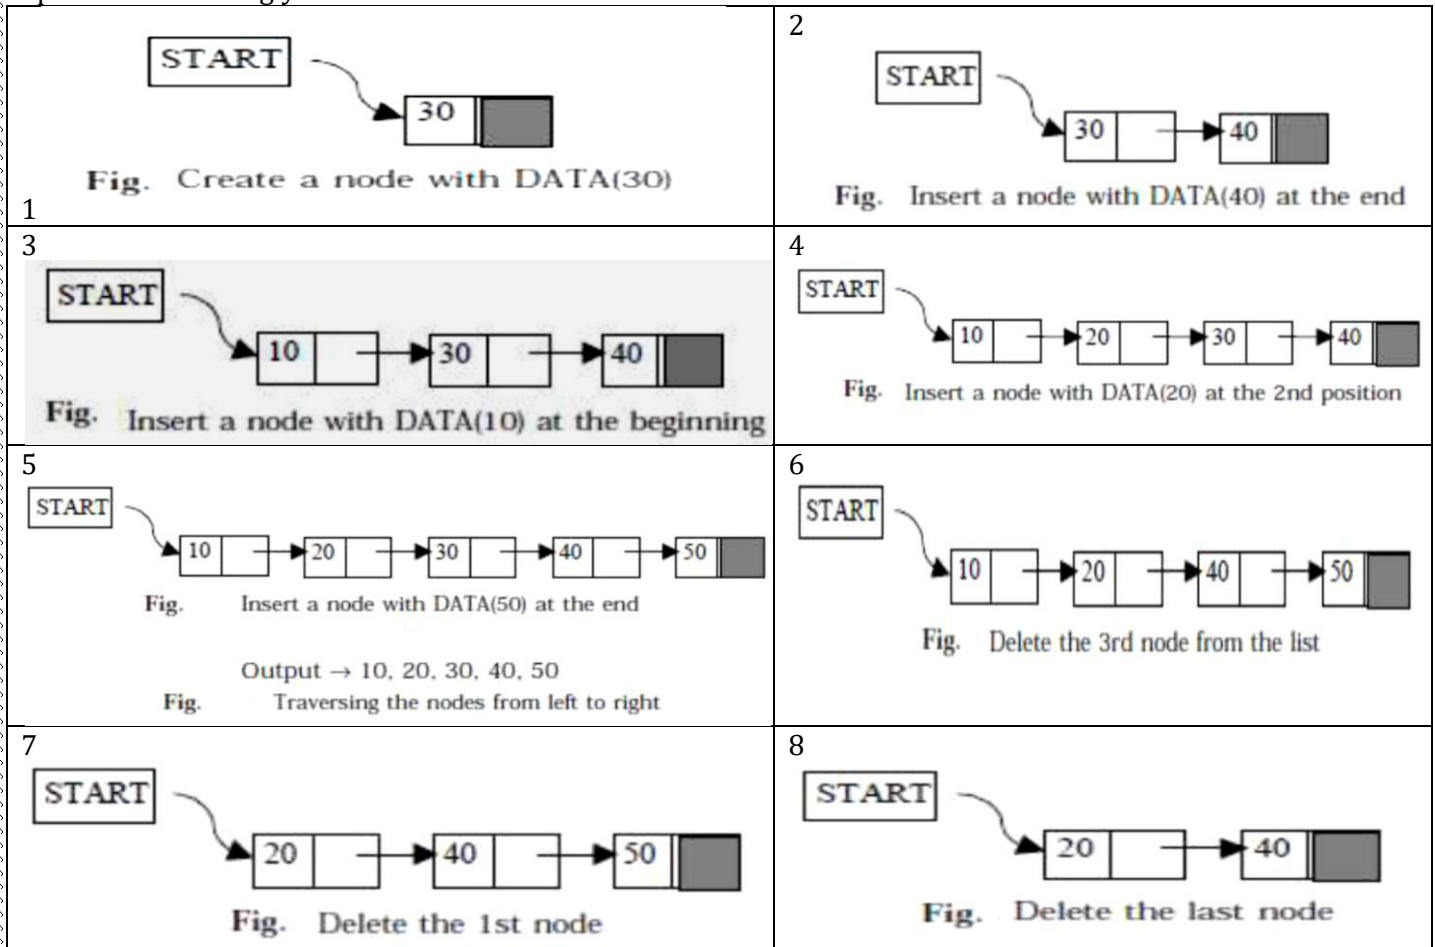 START
30
Fig. Create a node with DATA(30)
1
2
START
30 40
Fig. Insert a node with DATA(40) at the end
3
START
10 30 40
Fig. Insert a node with DATA(10) at the beginning
4
START
10 20 30 40
Fig. Insert a node with DATA(20) at the 2nd position
5
START
10 20 30 40 50
Fig. Insert a node with DATA(50) at the end
Output → 10, 20, 30, 40, 50
Fig. Traversing the nodes from left to right
6
START
10 20 40 50
Fig. Delete the 3rd node from the list
7
START
20 40 50
Fig. Delete the 1st node
8
START
20 40
Fig. Delete the last node